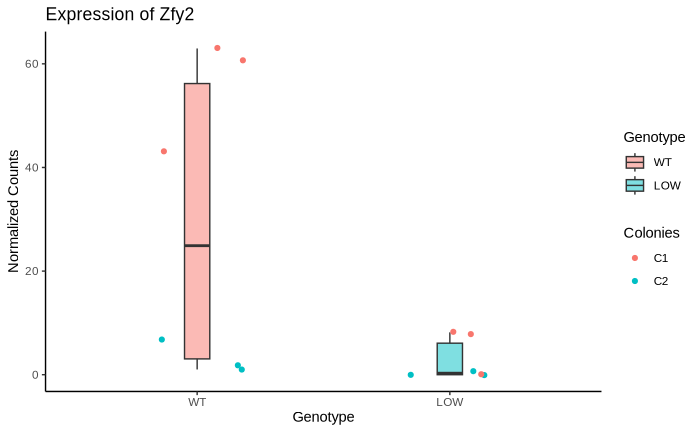 Expression of Zfy2
60
40
20
0
Normalized Counts
WT
LOW
Genotype
Genotype
WT
LOW
Colonies
C1
C2